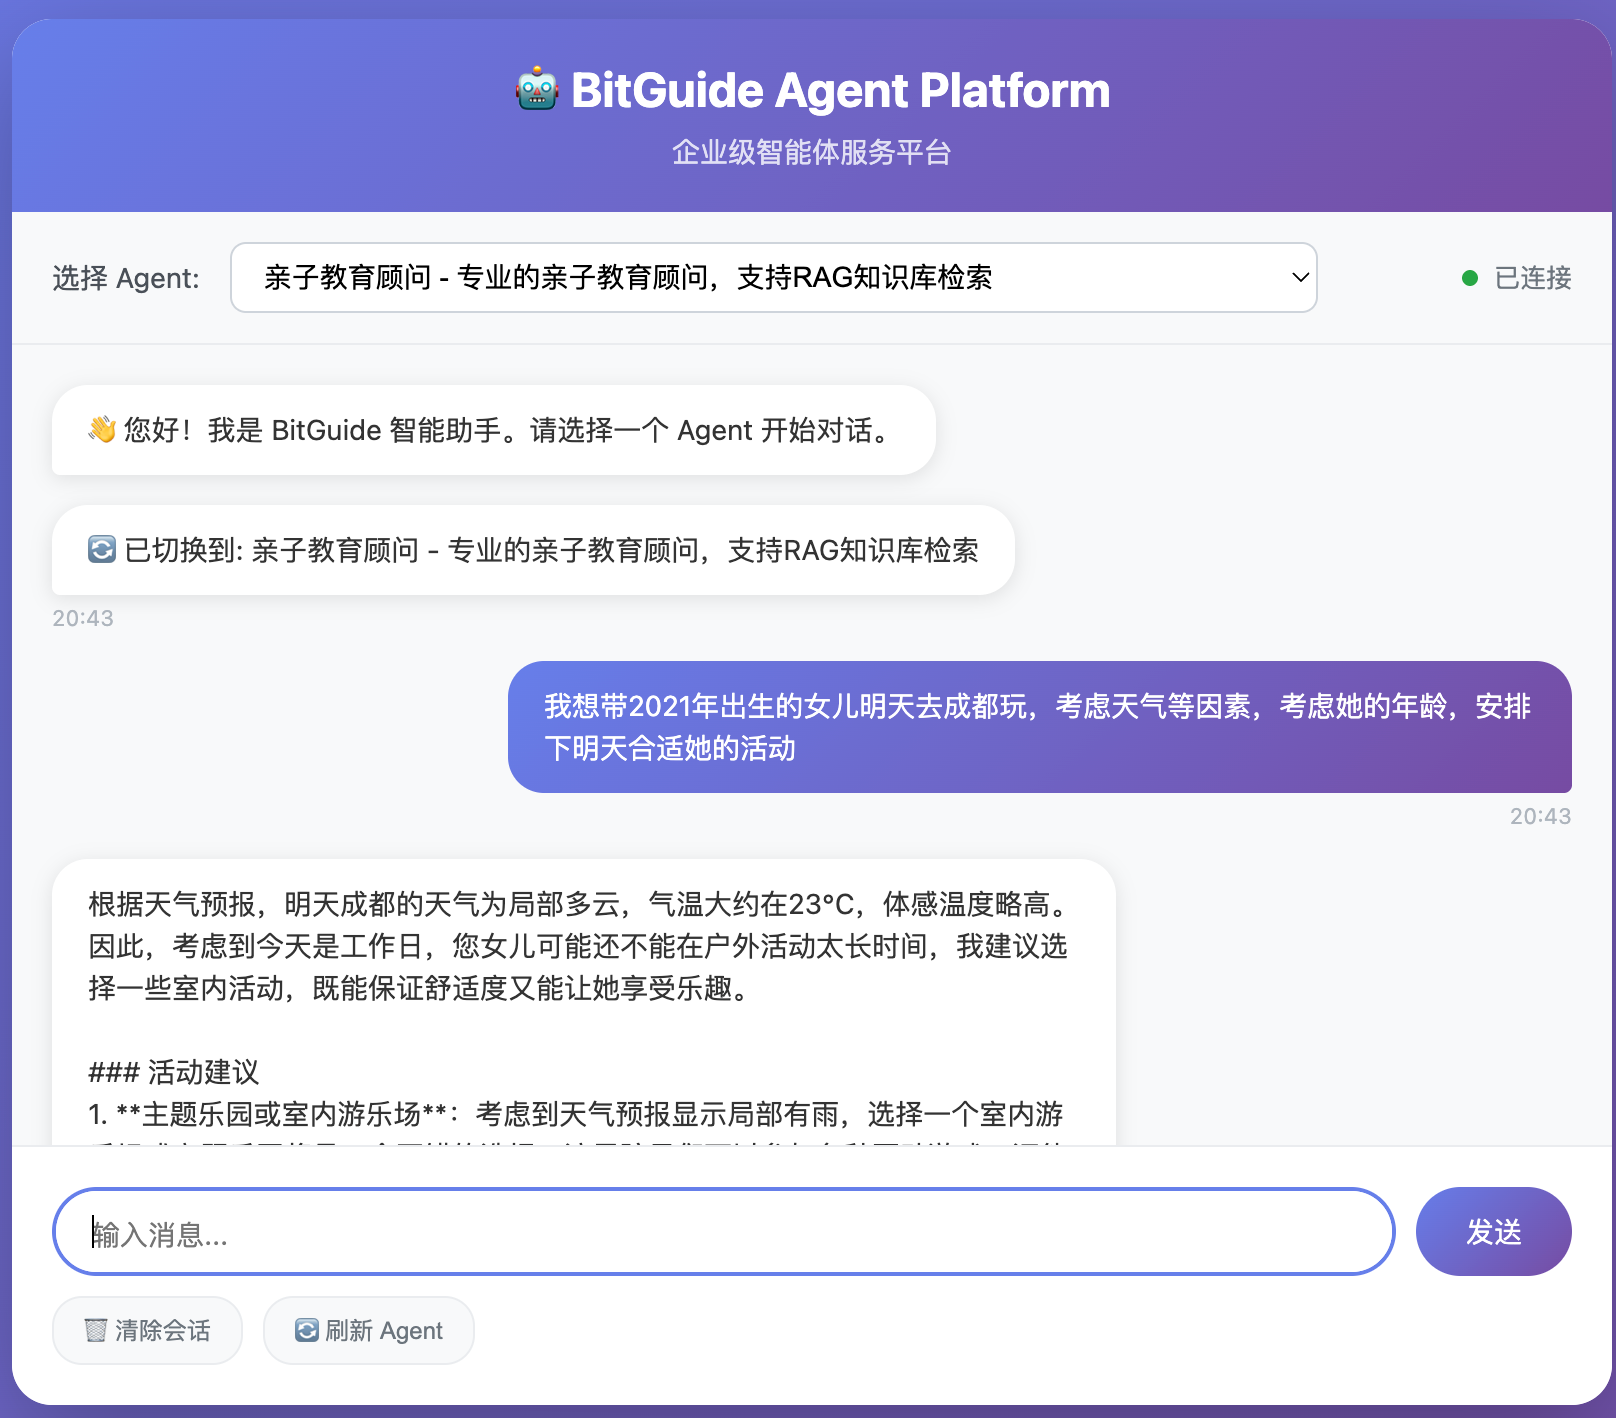 🤖 BitGuide Agent Platform
企业级智能体服务平台
选择 Agent:
亲子教育顾问 - 专业的亲子教育顾问，支持RAG知识库检索
已连接
👋 您好！我是 BitGuide 智能助手。请选择一个 Agent 开始对话。
🔄 已切换到: 亲子教育顾问 - 专业的亲子教育顾问，支持RAG知识库检索
20:43
我想带2021年出生的女儿明天去成都玩，考虑天气等因素，考虑她的年龄，安排
下明天合适她的活动
20:43
根据天气预报，明天成都的天气为局部多云，气温大约在23°C，体感温度略高。
因此，考虑到今天是工作日，您女儿可能还不能在户外活动太长时间，我建议选
择一些室内活动，既能保证舒适度又能让她享受乐趣。
### 活动建议
1. **主题乐园或室内游乐场**：考虑到天气预报显示局部有雨，选择一个室内游
输入消息...
发送
🗑️ 清除会话
🔄 刷新 Agent